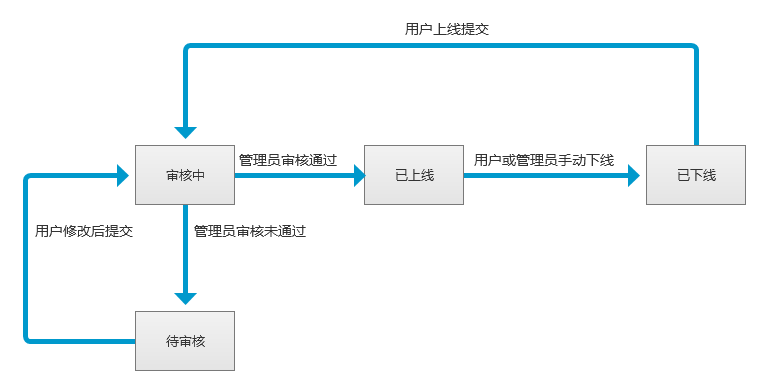 用户上线提交
管理员审核通过
用户或管理员手动下线
审核中
已上线
已下线
用户修改后提交
管理员审核未通过
待审核